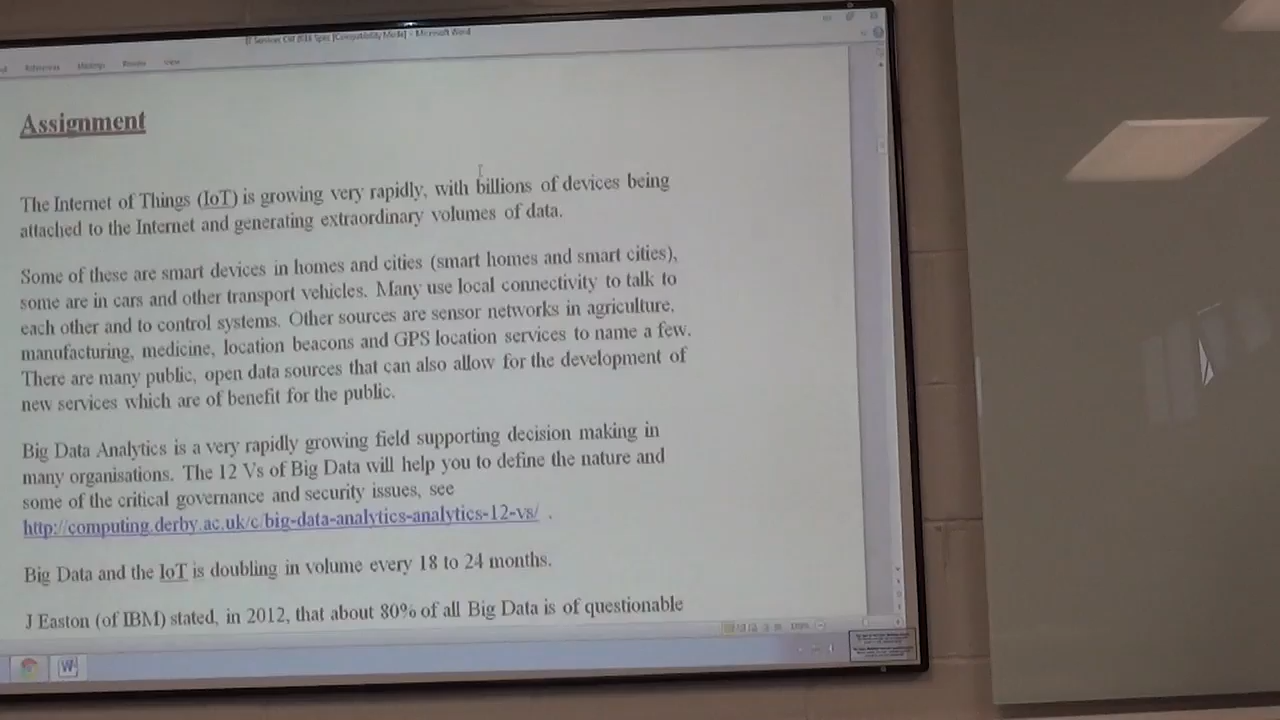 Microsoft Word
References Mailings Review View
Assignment
The Internet of Things (IoT) is growing very rapidly, with billions of devices being
attached to the Internet and generating extraordinary volumes of data.
Some of these are smart devices in homes and cities (smart homes and smart cities),
some are in cars and other transport vehicles. Many use local connectivity to talk to
each other and to control systems. Other sources are sensor networks in agriculture,
manufacturing, medicine, location beacons and GPS location services to name a few.
There are many public, open data sources that can also allow for the development of
new services which are of benefit for the public.
Big Data Analytics is a very rapidly growing field supporting decision making in
many organisations. The 12 Vs of Big Data will help you to define the nature and
some of the critical governance and security issues, see
http://computing.derby.ac.uk/c/big-data-analytics-analytics-12-vs/ .
Big Data and the IoT is doubling in volume every 18 to 24 months.
J Easton (of IBM) stated, in 2012, that about 80% of all Big Data is of questionable
W